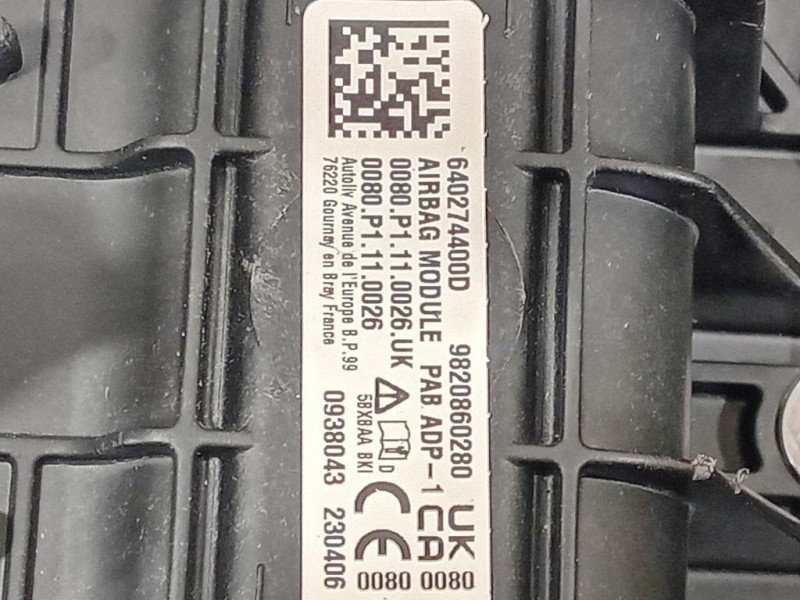 640274400D 9820860280
AIRBAG MODULE PAB ADP-1
0080.P1.11.0026.UK
0080.P1.11.0026
Autoliv Avenue de l'Europe B.P.99
76220 Gournay en Bray France
D
5BXBAA BKI
0938043 230406
UK
CA
CE
0080 0080